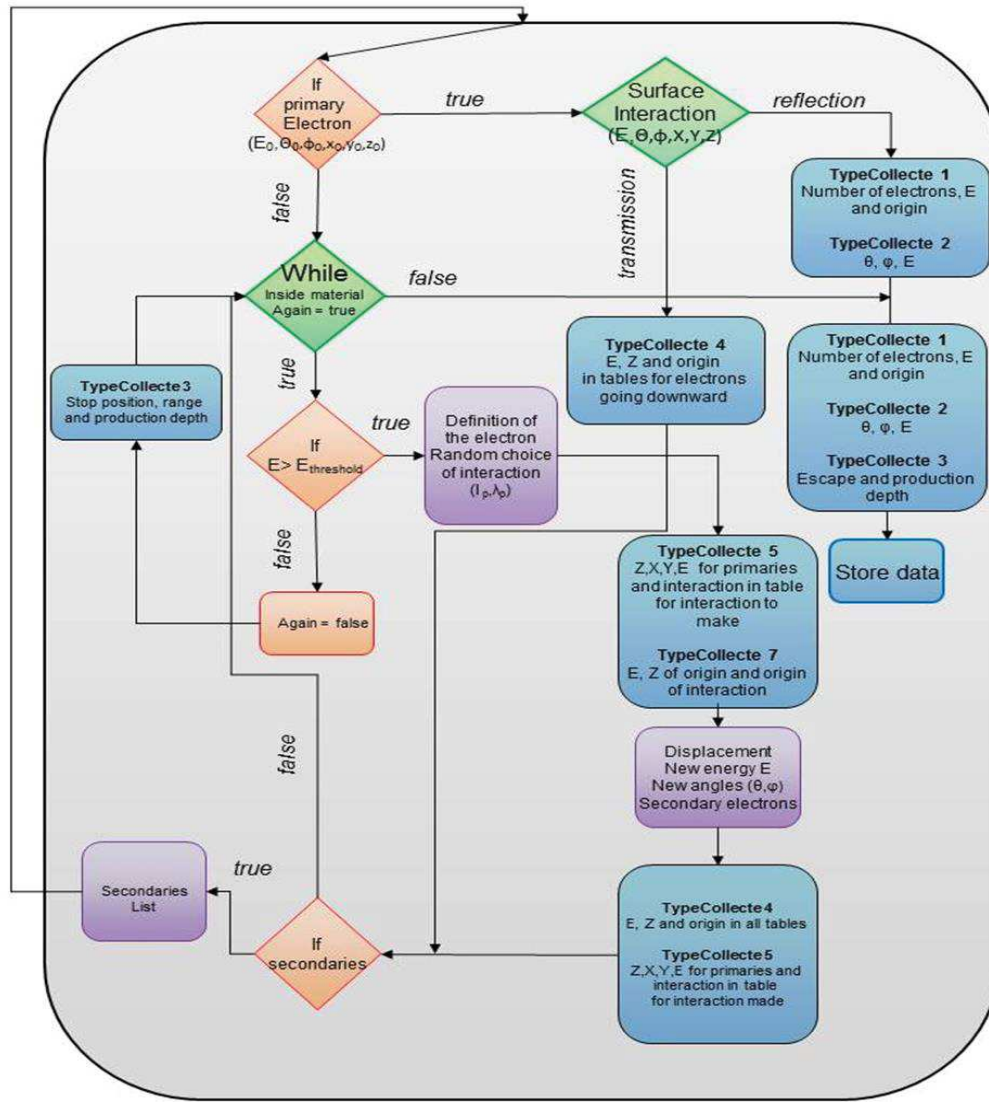 If
primary
Electron
(E₀,Θ₀,ϕ₀,x₀,y₀,z₀)
true
Surface
Interaction
(E,Θ,ϕ,X,Y,Z)
reflection
TypeCollecte 1
Number of electrons, E
and origin
TypeCollecte 2
θ, φ, E
false
transmission
While
Inside material
Again = true
false
TypeCollecte 4
E, Z and origin
in tables for electrons
going downward
TypeCollecte 1
Number of electrons, E
and origin
TypeCollecte 2
θ, φ, E
TypeCollecte 3
Escape and production
depth
TypeCollecte 3
Stop position, range
and production depth
true
If
E> Ethreshold
true
Definition of
the electron
Random choice
of interaction
false
Again = false
TypeCollecte 5
Z,X,Y,E for primaries
and interaction in table
for interaction to
make
TypeCollecte 7
E, Z of origin and origin
of interaction
Store data
false
Displacement
New energy E
New angles (θ,φ)
Secondary electrons
Secondaries
List
true
If
secondaries
TypeCollecte 4
E, Z and origin in all tables
TypeCollecte 5
Z,X,Y,E for primaries and
interaction in table
for interaction made